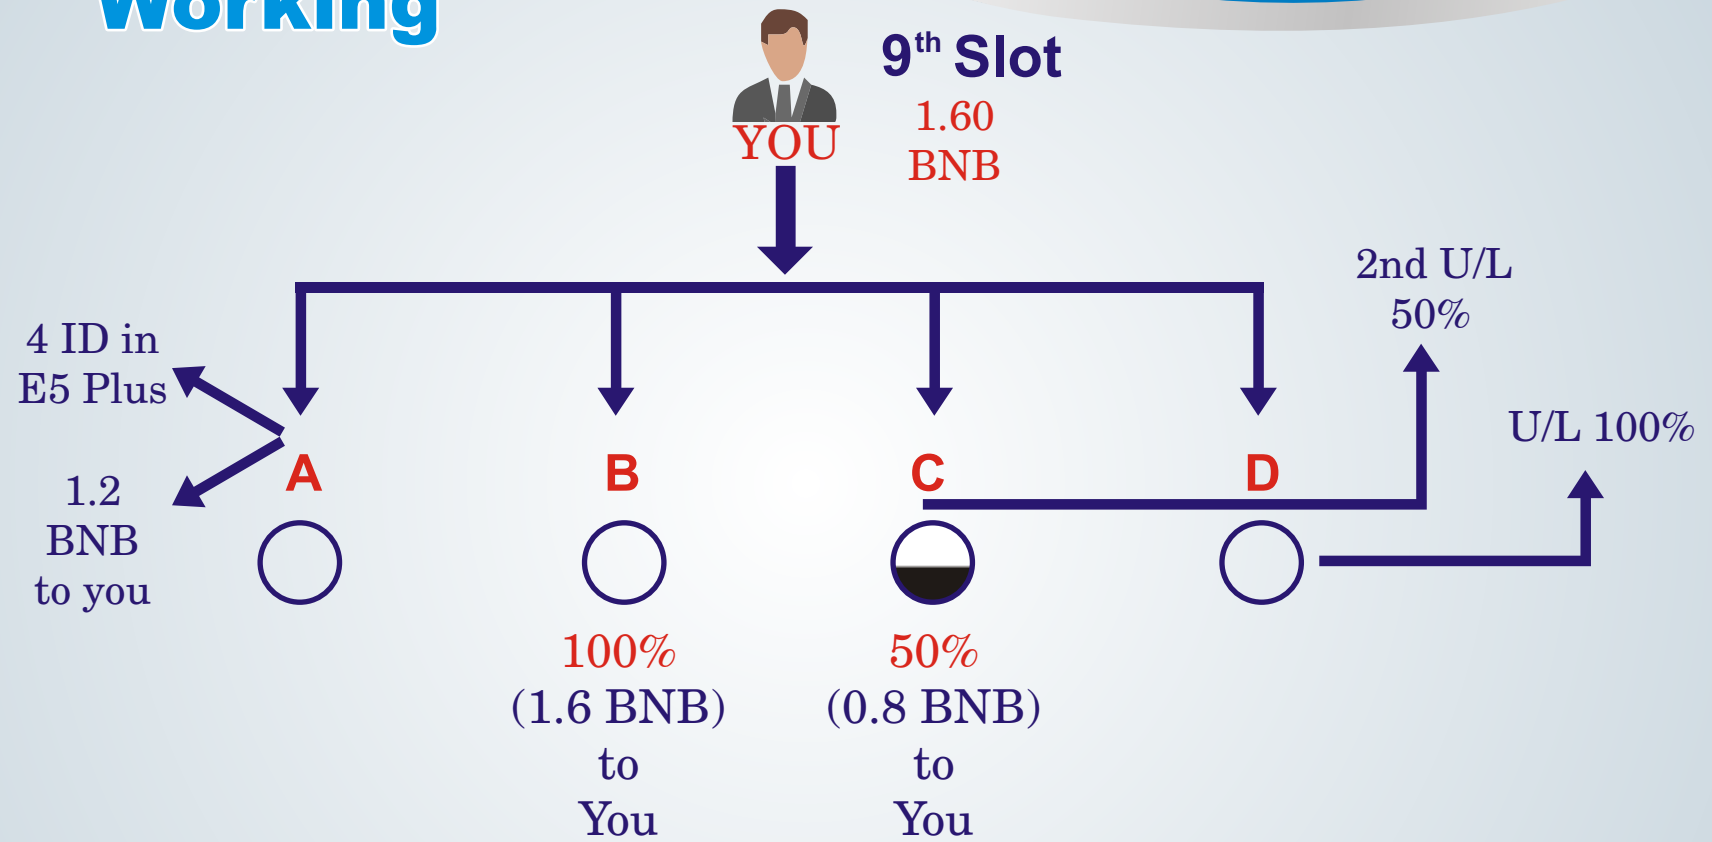 Working
9th Slot
1.60
BNB
YOU
2nd U/L
50%
4 ID in
E5 Plus
U/L 100%
A
B
C
D
1.2
BNB
to you
100%
(1.6 BNB)
to
You
50%
(0.8 BNB)
to
You